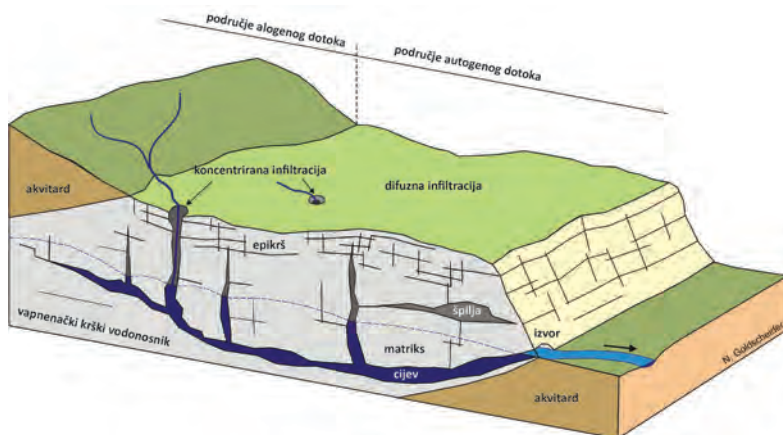 područje alogenog dotoka
područje autogenog dotoka
koncentrirana infiltracija
difuzna infiltracija
akvitard
epikrš
špilja
izvor
vapnenački krški vodonosnik
matriks
cijev
akvitard
N. Goldscheider